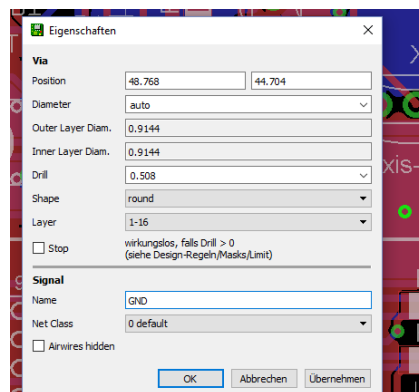 Eigenschaften
Via
Position 48.768 44.704
Diameter auto
Outer Layer Diam. 0.9144
Inner Layer Diam. 0.9144
Drill 0.508
Shape round
Layer 1-16
Stop wirkungslos, falls Drill > 0
(siehe Design-Regeln/Masks/Limit)
Signal
Name GND
Net Class 0 default
Airwires hidden
OK Abbrechen Übernehmen
xis-